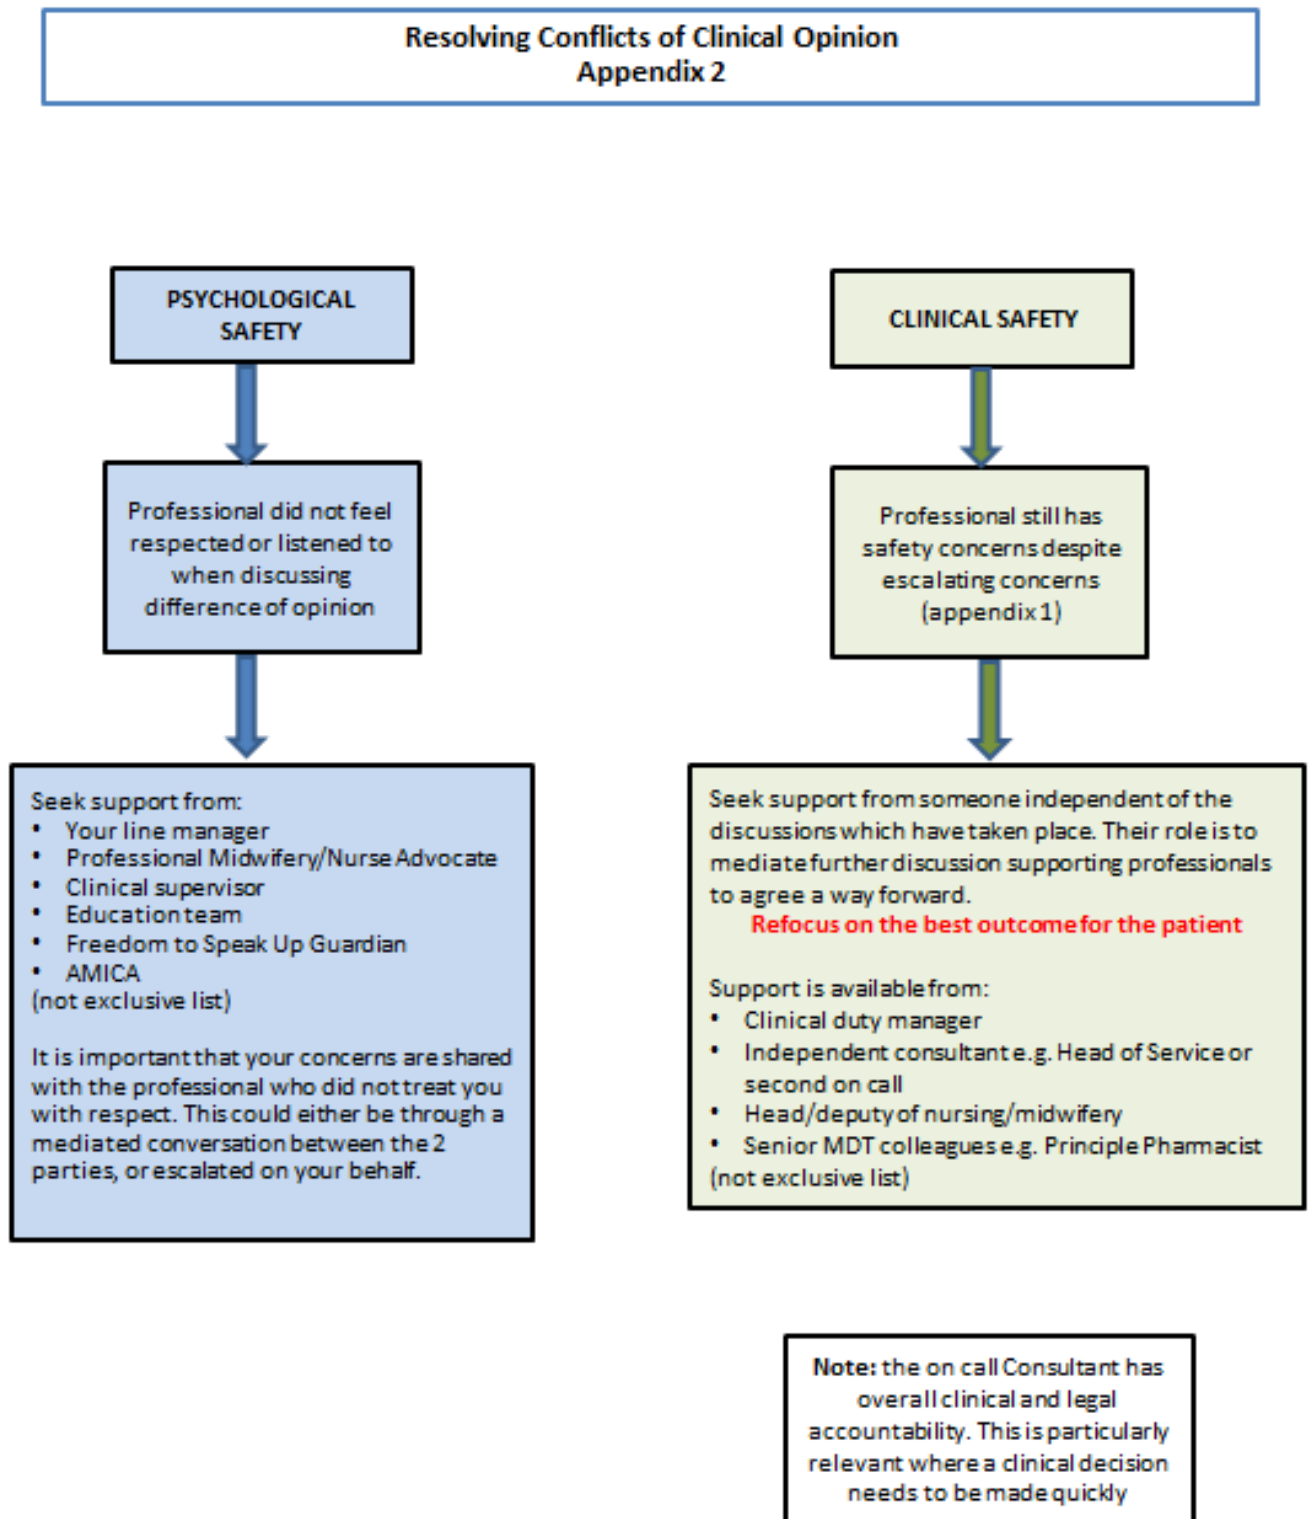 Resolving Conflicts of Clinical Opinion
Appendix 2
PSYCHOLOGICAL
SAFETY
Professional did not feel
respected or listened to
when discussing
difference of opinion
Seek support from:
• Your line manager
• Professional Midwifery/Nurse Advocate
• Clinical supervisor
• Education team
• Freedom to Speak Up Guardian
• AMICA
(not exclusive list)
It is important that your concerns are shared
with the professional who did not treat you
with respect. This could either be through a
mediated conversation between the 2
parties, or escalated on your behalf.
CLINICAL SAFETY
Professional still has
safety concerns despite
escalating concerns
(appendix 1)
Seek support from someone independent of the
discussions which have taken place. Their role is to
mediate further discussion supporting professionals
to agree a way forward.
Refocus on the best outcome for the patient
Support is available from:
• Clinical duty manager
• Independent consultant e.g. Head of Service or
second on call
• Head/deputy of nursing/midwifery
• Senior MDT colleagues e.g. Principle Pharmacist
(not exclusive list)
Note: the on call Consultant has
overall clinical and legal
accountability. This is particularly
relevant where a clinical decision
needs to be made quickly